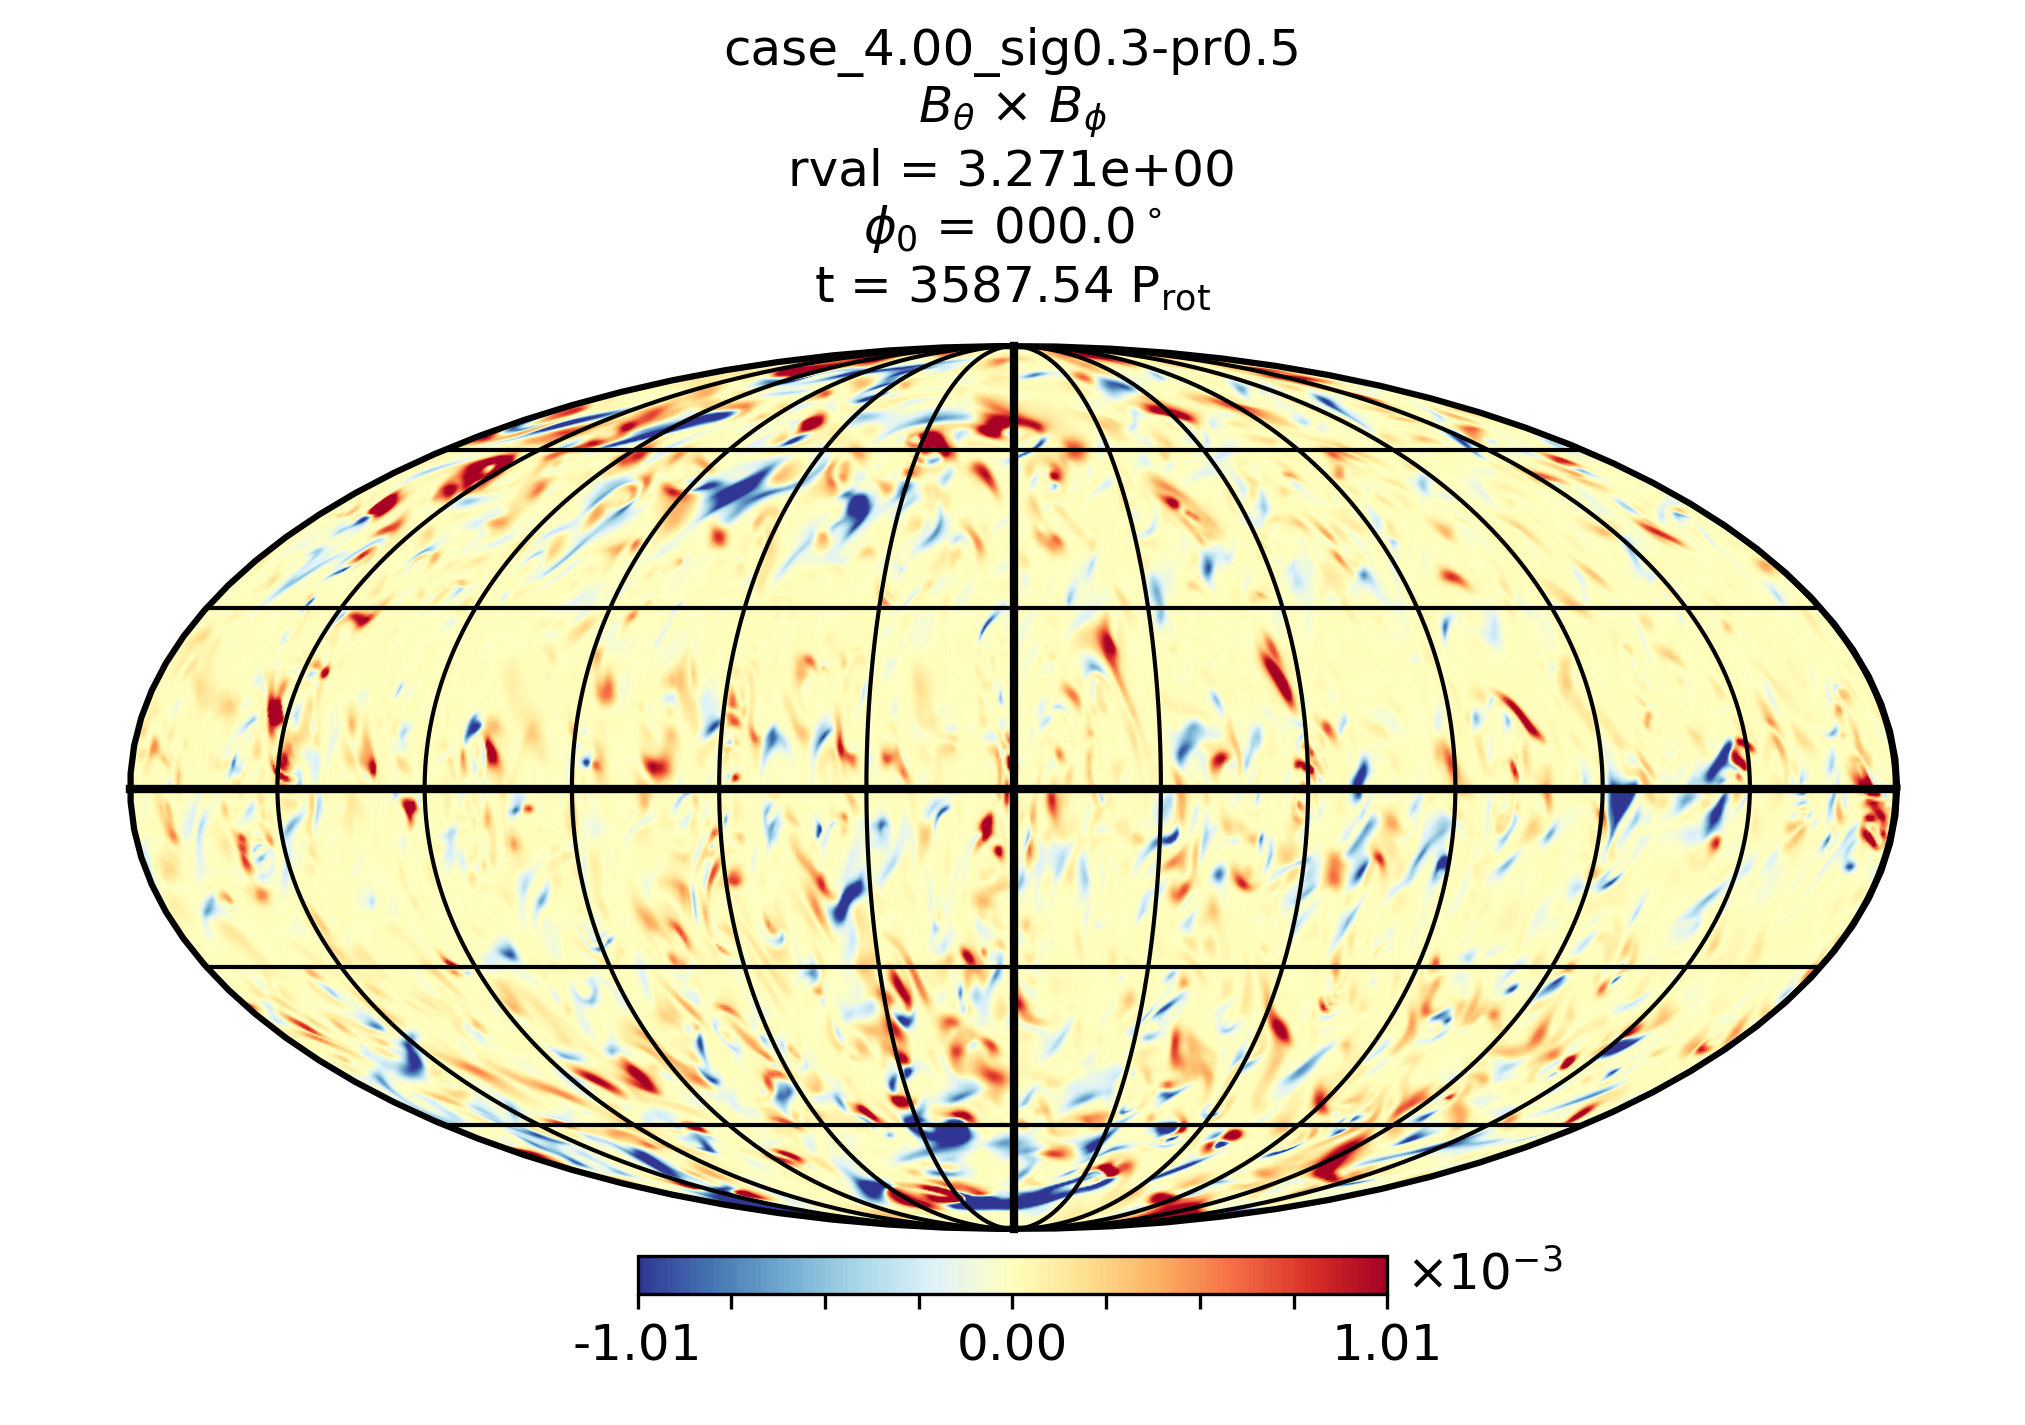 case_4.00_sig0.3-pr0.5
B_θ × B_ϕ
rval = 3.271e+00
ϕ₀ = 000.0°
t = 3587.54 P_rot
×10⁻³
-1.01 0.00 1.01